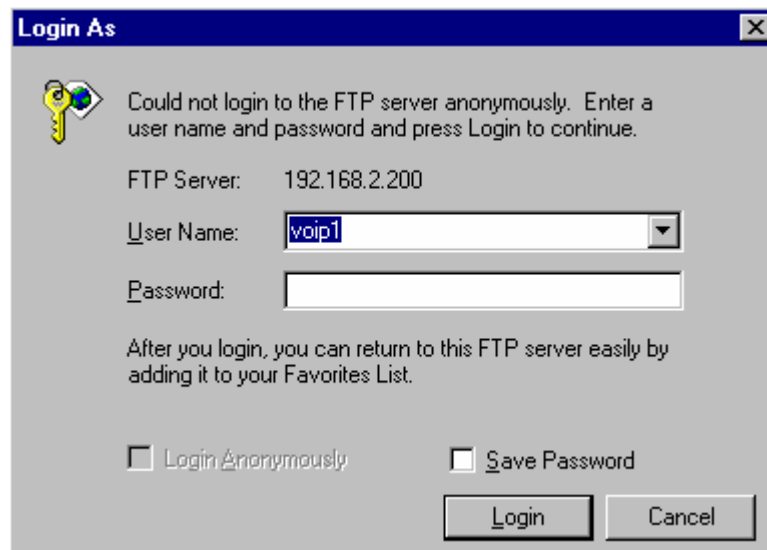 Login As
Could not login to the FTP server anonymously. Enter a
user name and password and press Login to continue.
FTP Server: 192.168.2.200
User Name: voip1
Password:
After you login, you can return to this FTP server easily by
adding it to your Favorites List.
Login Anonymously Save Password
Login Cancel